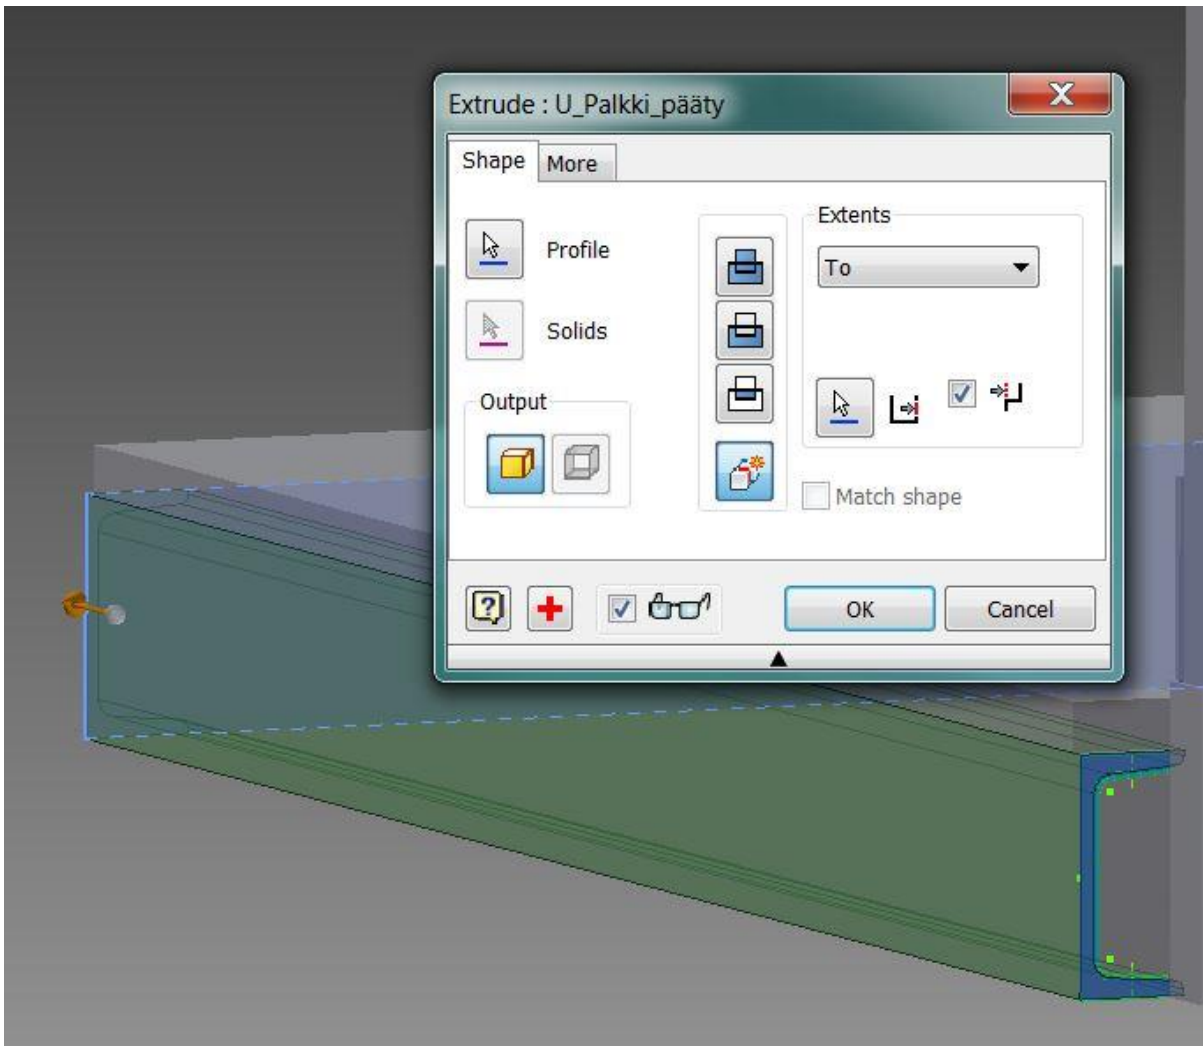 Extrude : U_Palkki_pääty
Shape
More
Profile
Solids
Output
Extents
To
Match shape
OK
Cancel